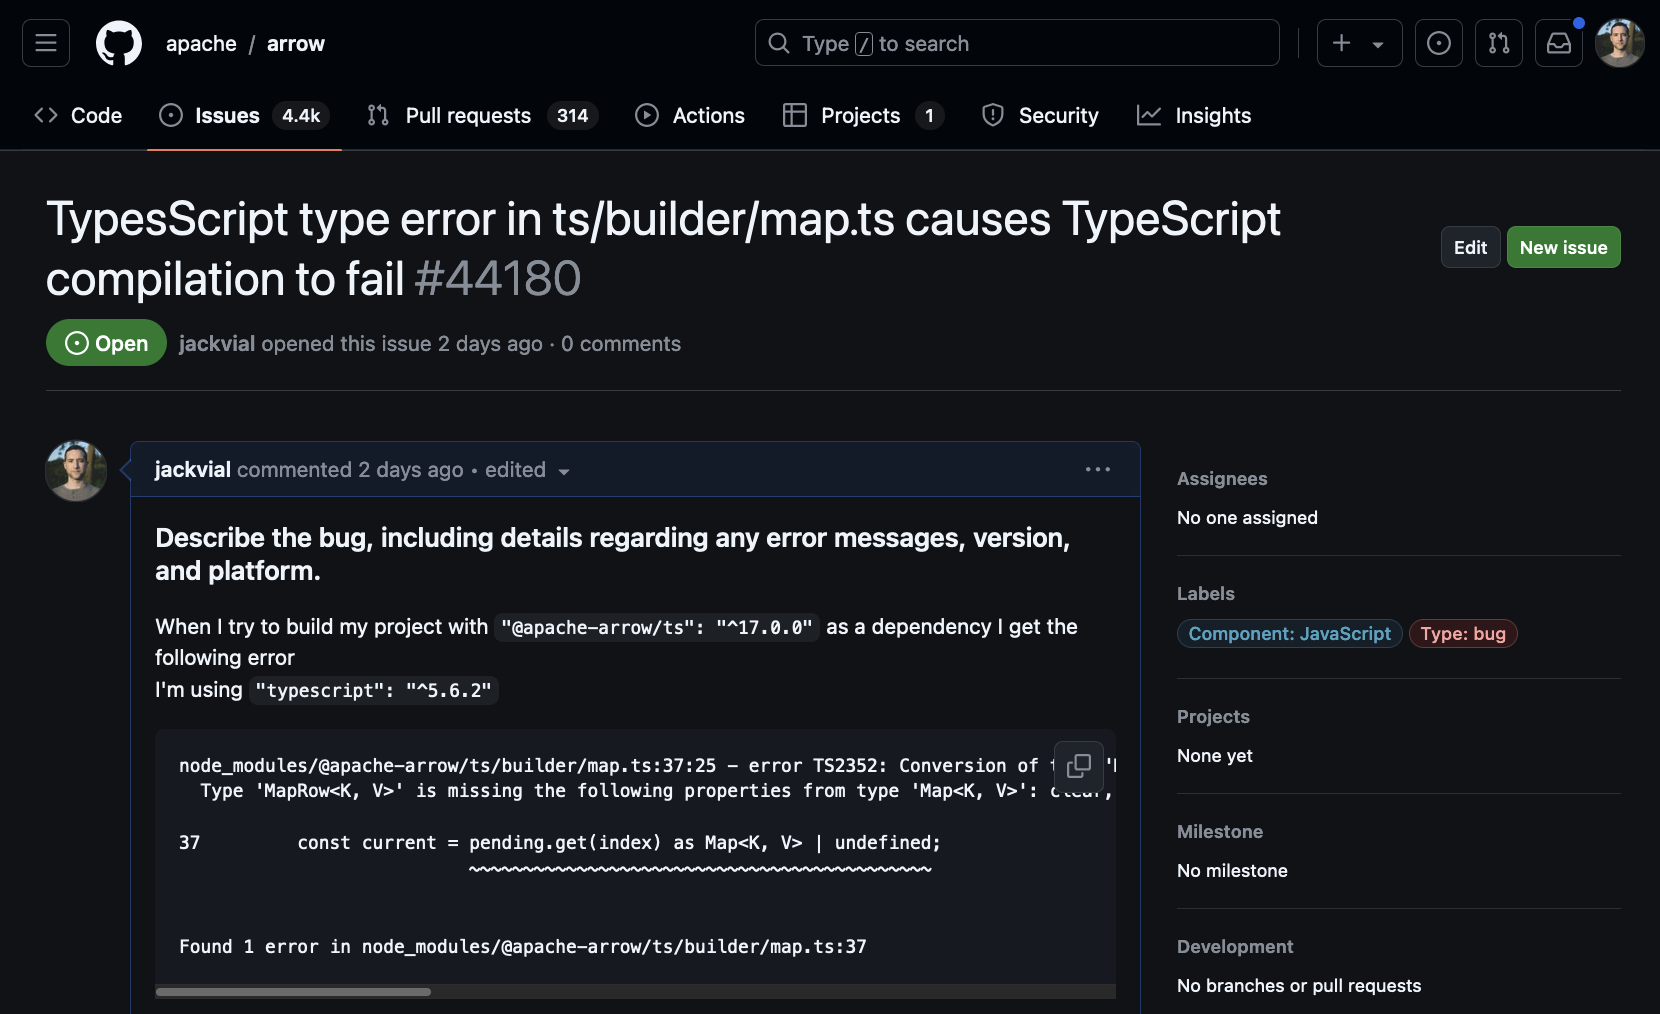 apache / arrow
Type / to search
Code
Issues 4.4k
Pull requests 314
Actions
Projects 1
Security
Insights
TypesScript type error in ts/builder/map.ts causes TypeScript
compilation to fail #44180
Edit
New issue
Open
jackvial opened this issue 2 days ago · 0 comments
jackvial commented 2 days ago • edited
Describe the bug, including details regarding any error messages, version,
and platform.
When I try to build my project with "@apache-arrow/ts": "^17.0.0" as a dependency I get the
following error
I'm using "typescript": "^5.6.2"
node_modules/@apache-arrow/ts/builder/map.ts:37:25 - error TS2352: Conversion of
Type 'MapRow<K, V>' is missing the following properties from type 'Map<K, V>': clear,
37 const current = pending.get(index) as Map<K, V> | undefined;
~~~~~~~~~~~~~~~~~~~~~~~~~~~~~~~~~~~~~~~~~~~
Found 1 error in node_modules/@apache-arrow/ts/builder/map.ts:37
Assignees
No one assigned
Labels
Component: JavaScript
Type: bug
Projects
None yet
Milestone
No milestone
Development
No branches or pull requests